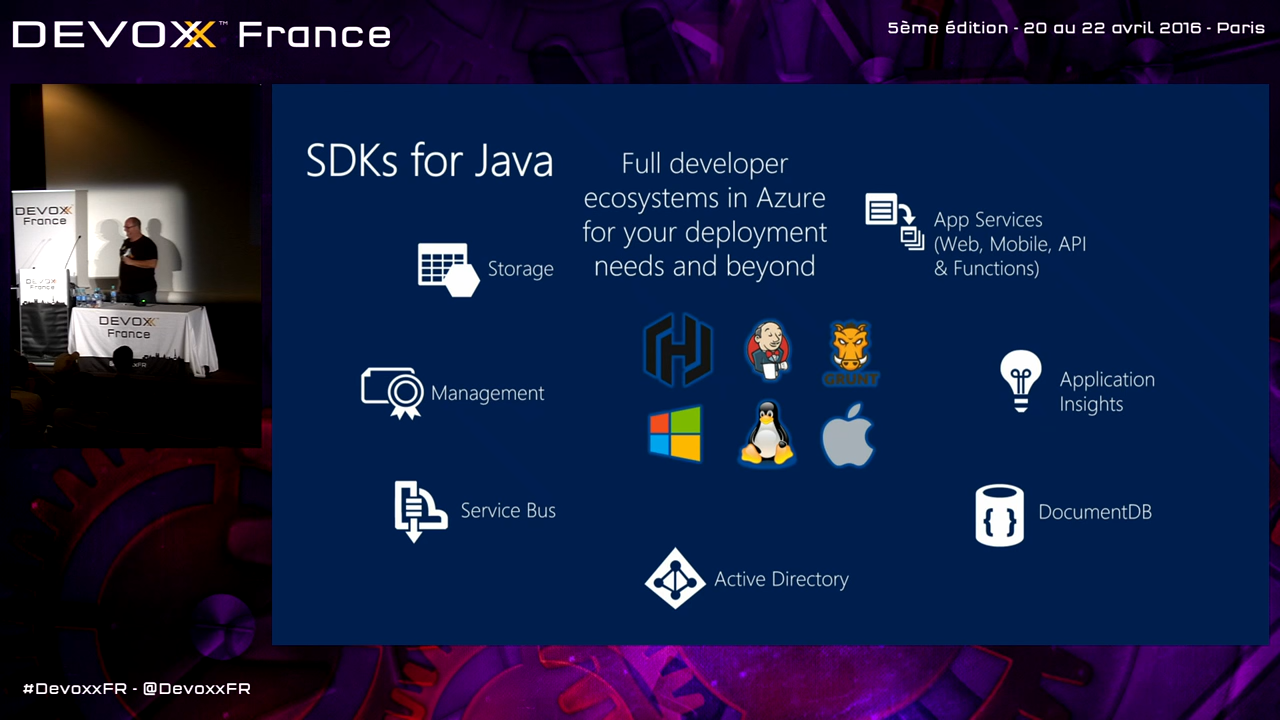 DEVOXX™ France
5ème édition - 20 au 22 avril 2016 - Paris
SDKs for Java
Full developer
ecosystems in Azure
for your deployment
needs and beyond
App Services
(Web, Mobile, API
& Functions)
Storage
GRUNT
Management
Application
Insights
Service Bus
DocumentDB
Active Directory
DEVOXX
France
DEVOXX
France
DEVOXX
France
#DevoxxFR - @DevoxxFR